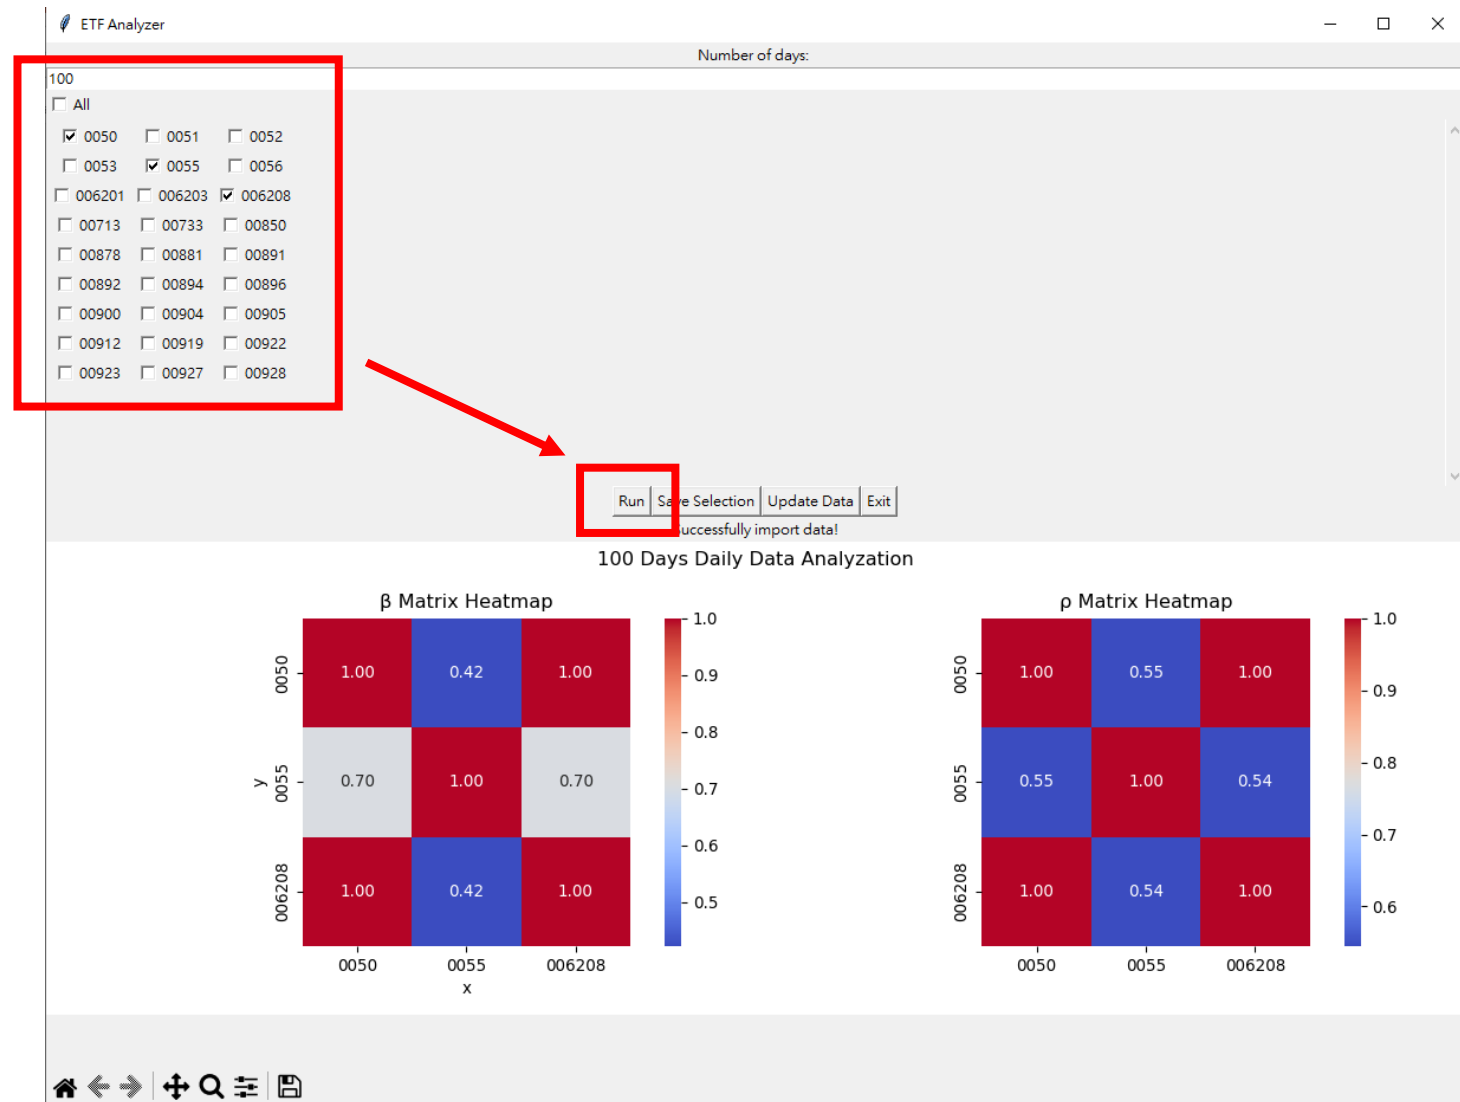 ETF Analyzer
Number of days:
100
All
0050 0051 0052
0053 0055 0056
006201 006203 006208
00713 00733 00850
00878 00881 00891
00892 00894 00896
00900 00904 00905
00912 00919 00922
00923 00927 00928
Run Save Selection Update Data Exit
Successfully import data!
100 Days Daily Data Analyzation
β Matrix Heatmap
0050 1.00 0.42 1.00
y 0055 0.70 1.00 0.70
006208 1.00 0.42 1.00
0050 0055 006208
x
1.0
0.9
0.8
0.7
0.6
0.5
ρ Matrix Heatmap
0050 1.00 0.55 1.00
0055 0.55 1.00 0.54
006208 1.00 0.54 1.00
0050 0055 006208
1.0
0.9
0.8
0.7
0.6